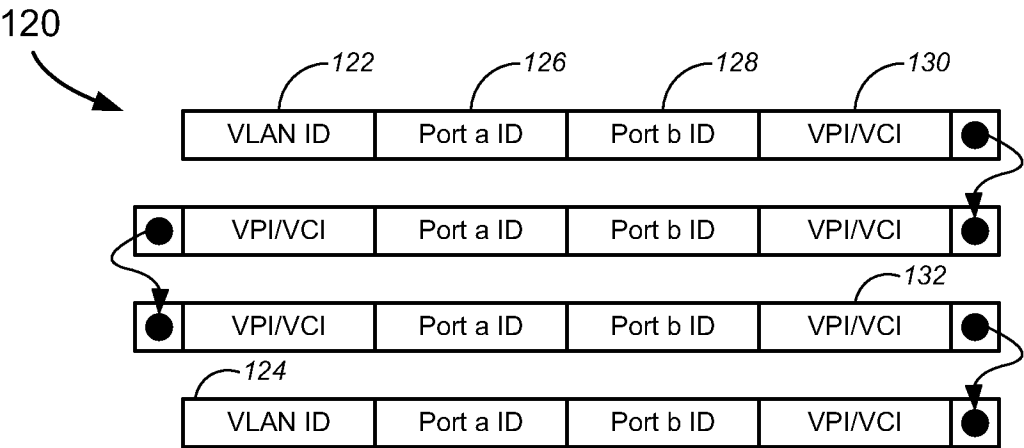 120
122 126 128 130
VLAN ID Port a ID Port b ID VPI/VCI
VPI/VCI Port a ID Port b ID VPI/VCI
132
VPI/VCI Port a ID Port b ID VPI/VCI
124
VLAN ID Port a ID Port b ID VPI/VCI